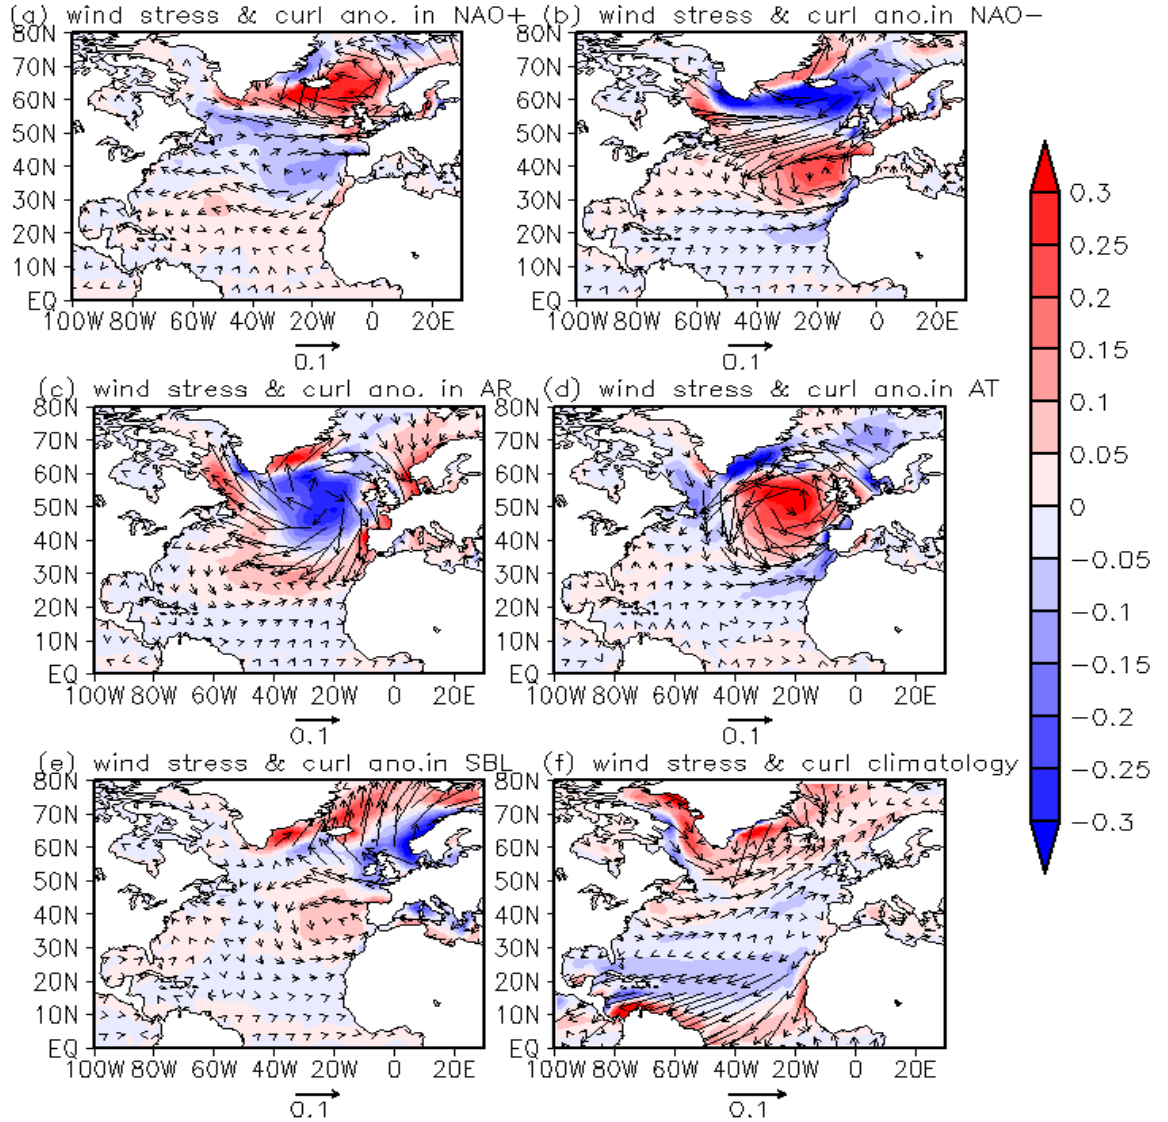 (a) wind stress & curl ano. in NAO+
(b) wind stress & curl ano.in NAO−
80N
70N
60N
50N
40N
30N
20N
10N
EQ
100W 80W 60W 40W 20W 0 20E
0.1
80N
70N
60N
50N
40N
30N
20N
10N
EQ
100W 80W 60W 40W 20W 0 20E
0.1
(c) wind stress & curl ano. in AR
(d) wind stress & curl ano.in AT
80N
70N
60N
50N
40N
30N
20N
10N
EQ
100W 80W 60W 40W 20W 0 20E
0.1
80N
70N
60N
50N
40N
30N
20N
10N
EQ
100W 80W 60W 40W 20W 0 20E
0.1
(e) wind stress & curl ano.in SBL
(f) wind stress & curl climatology
80N
70N
60N
50N
40N
30N
20N
10N
EQ
100W 80W 60W 40W 20W 0 20E
0.1
80N
70N
60N
50N
40N
30N
20N
10N
EQ
100W 80W 60W 40W 20W 0 20E
0.1
0.3
0.25
0.2
0.15
0.1
0.05
0
−0.05
−0.1
−0.15
−0.2
−0.25
−0.3